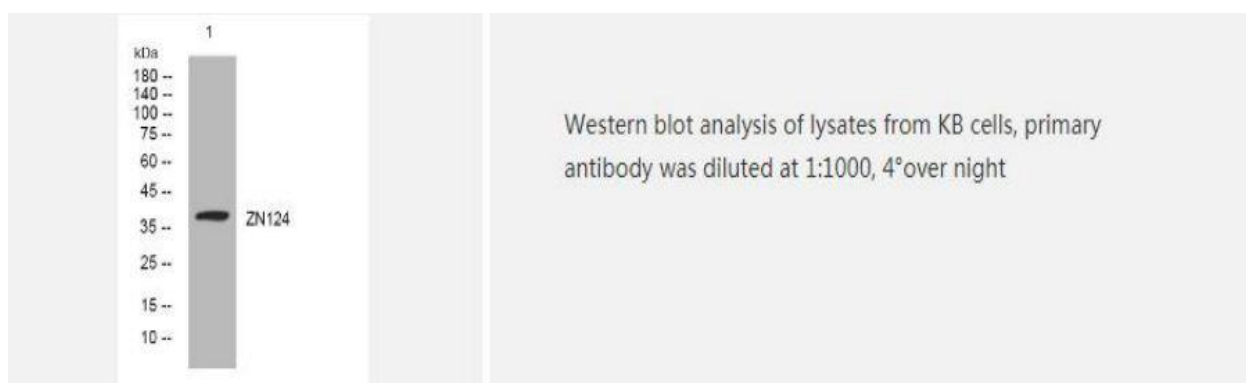 1
kDa
180 --
140 --
100 --
75 --
60 --
45 --
ZN124
35 --
25 --
15 --
10 --
Western blot analysis of lysates from KB cells, primary
antibody was diluted at 1:1000, 4°over night